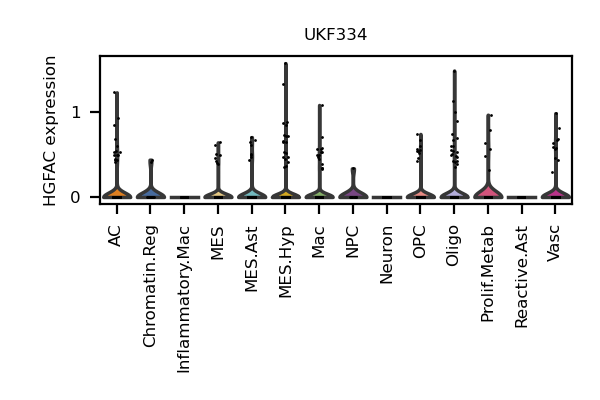 UKF334
HGFAC expression
1
0
AC
Chromatin.Reg
Inflammatory.Mac
MES
MES.Ast
MES.Hyp
Mac
NPC
Neuron
OPC
Oligo
Prolif.Metab
Reactive.Ast
Vasc